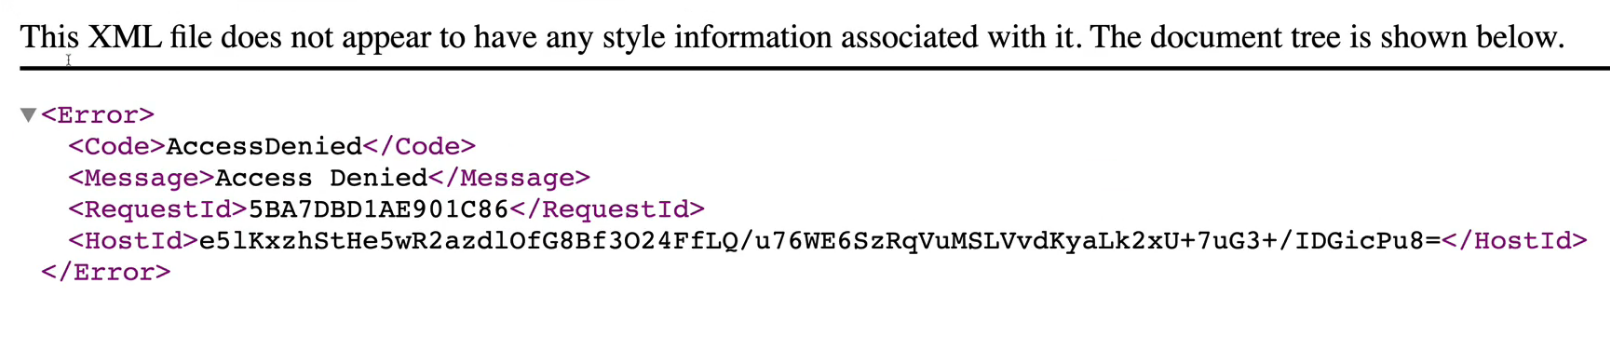 This XML file does not appear to have any style information associated with it. The document tree is shown below.
▼<Error>
<Code>AccessDenied</Code>
<Message>Access Denied</Message>
<RequestId>5BA7DBD1AE901C86</RequestId>
<HostId>e5lKxzhStHe5wR2azdlOfG8Bf3O24FfLQ/u76WE6SzRqVuMSLVvdKyaLk2xU+7uG3+/IDGicPu8=</HostId>
</Error>